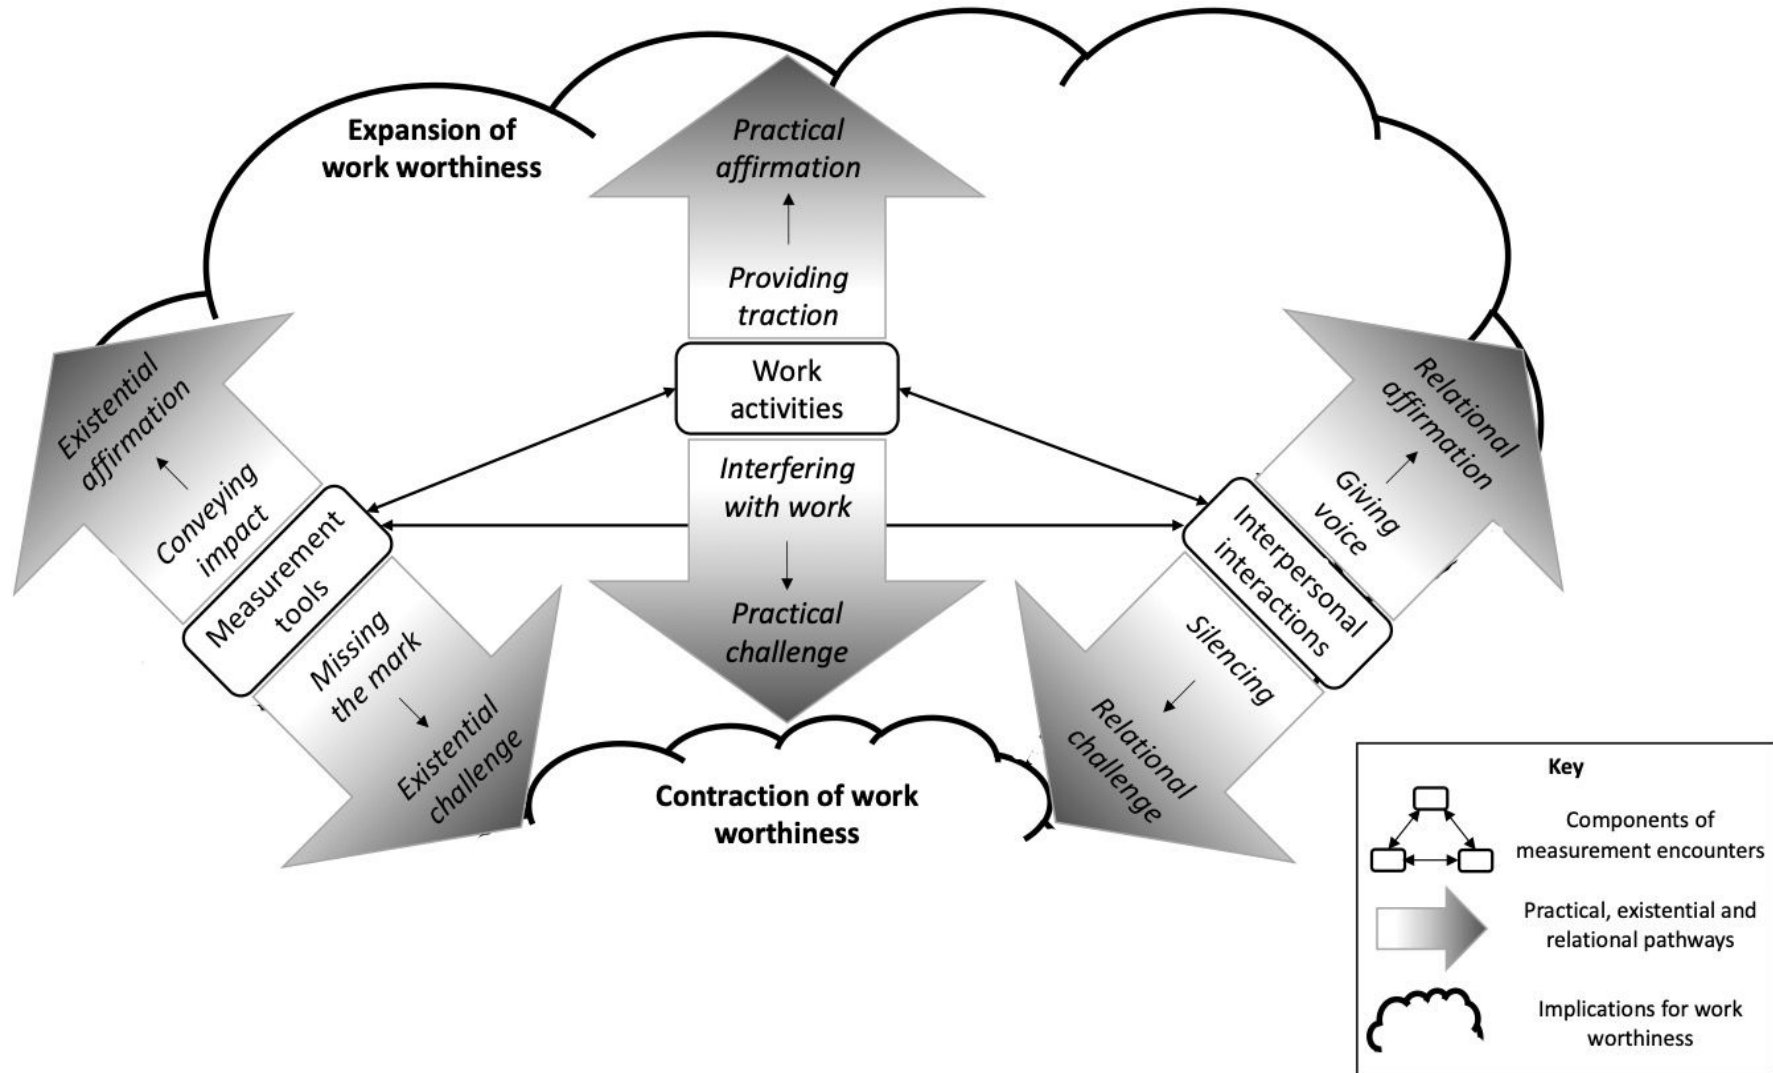 Expansion of
work worthiness
Practical
affirmation
Providing
traction
Work
activities
Interfering
with work
Practical
challenge
Existential
affirmation
Conveying
impact
Measurement
tools
Missing
the mark
Existential
challenge
Relational
affirmation
Giving
voice
Interpersonal
interactions
Silencing
Relational
challenge
Contraction of work
worthiness
Key
Components of
measurement encounters
Practical, existential and
relational pathways
Implications for work
worthiness